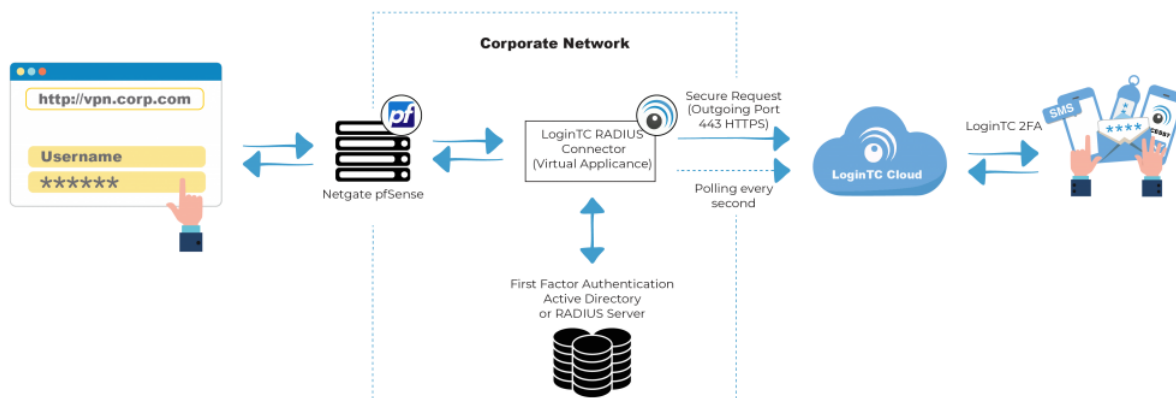 Corporate Network
http://vpn.corp.com
Username
******
pf
Netgate pfSense
LoginTC RADIUS
Connector
(Virtual Applicance)
Secure Request
(Outgoing Port
443 HTTPS)
Polling every
second
First Factor Authentication
Active Directory
or RADIUS Server
LoginTC Cloud
LoginTC 2FA
SMS
****